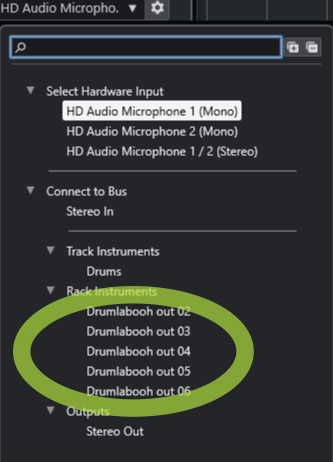 HD Audio Micropho.
Select Hardware Input
HD Audio Microphone 1 (Mono)
HD Audio Microphone 2 (Mono)
HD Audio Microphone 1 / 2 (Stereo)
Connect to Bus
Stereo In
Track Instruments
Drums
Rack Instruments
Drumlabooh out 02
Drumlabooh out 03
Drumlabooh out 04
Drumlabooh out 05
Drumlabooh out 06
Outputs
Stereo Out